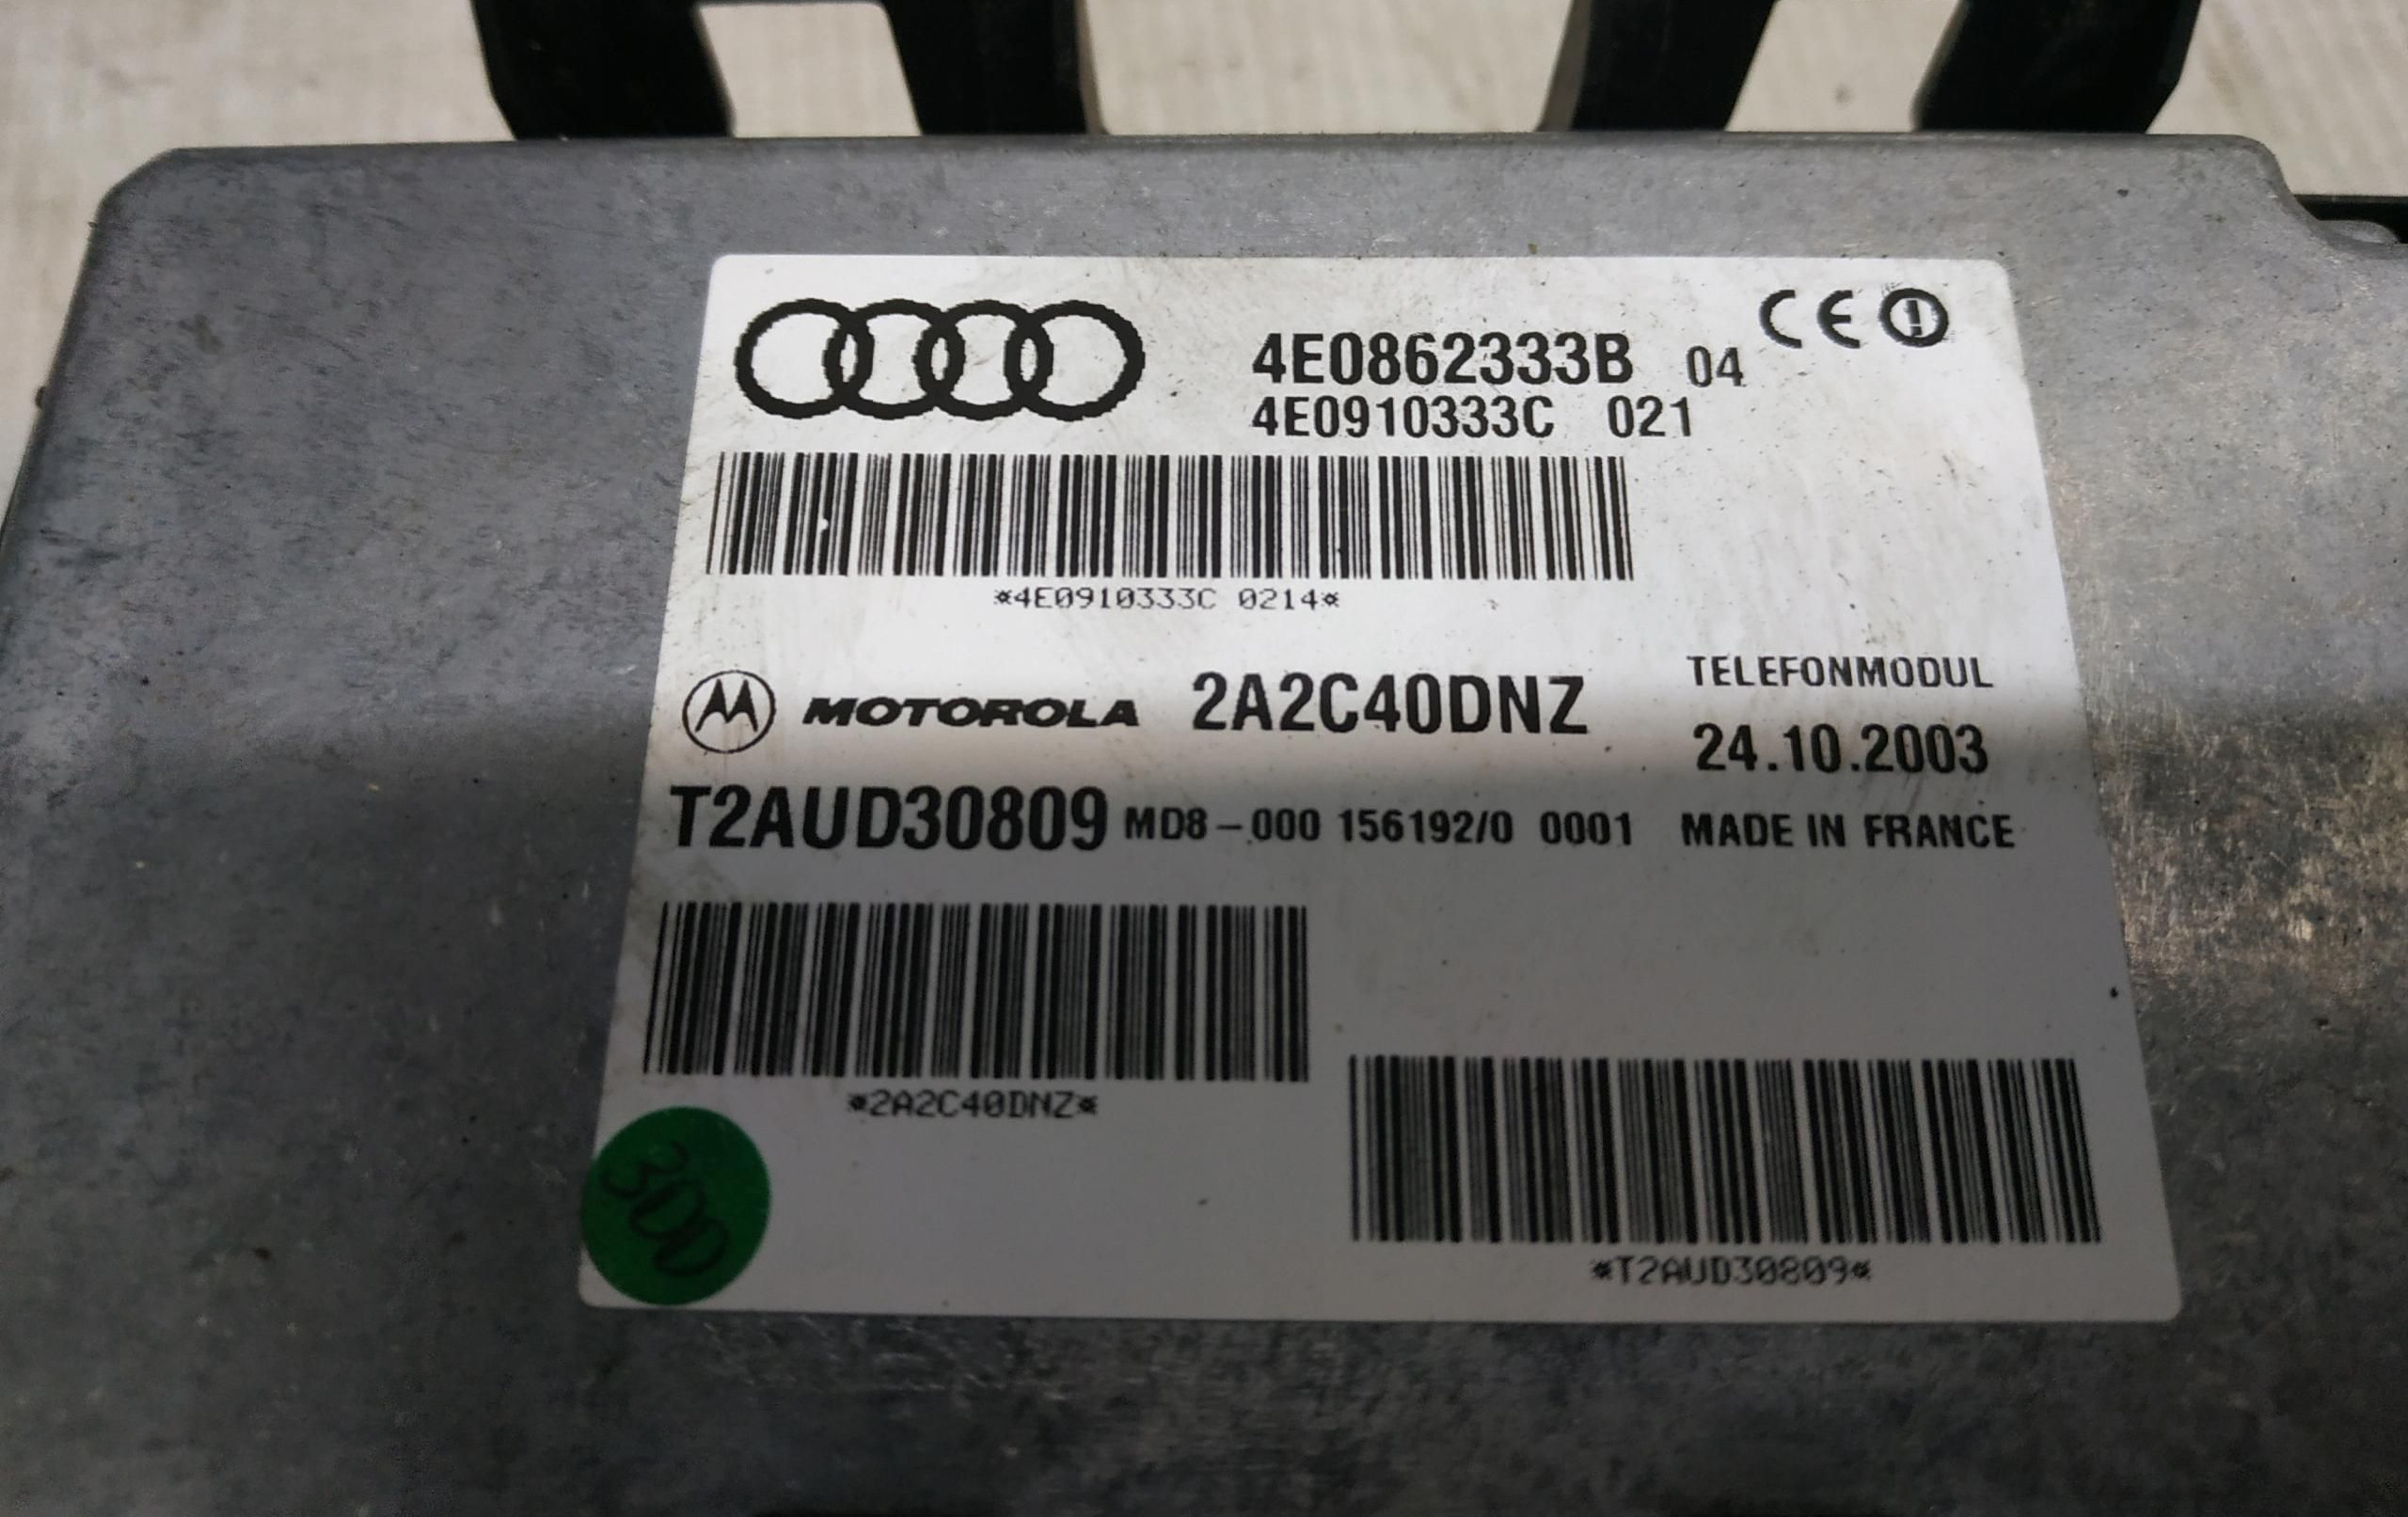 4E0862333B 04 CE
4E0910333C 021
*4E0910333C 0214*
MOTOROLA 2A2C40DNZ TELEFONMODUL
24.10.2003
T2AUD30809 MD8-000 156192/0 0001 MADE IN FRANCE
*2A2C40DNZ*
300
*T2AUD30809*